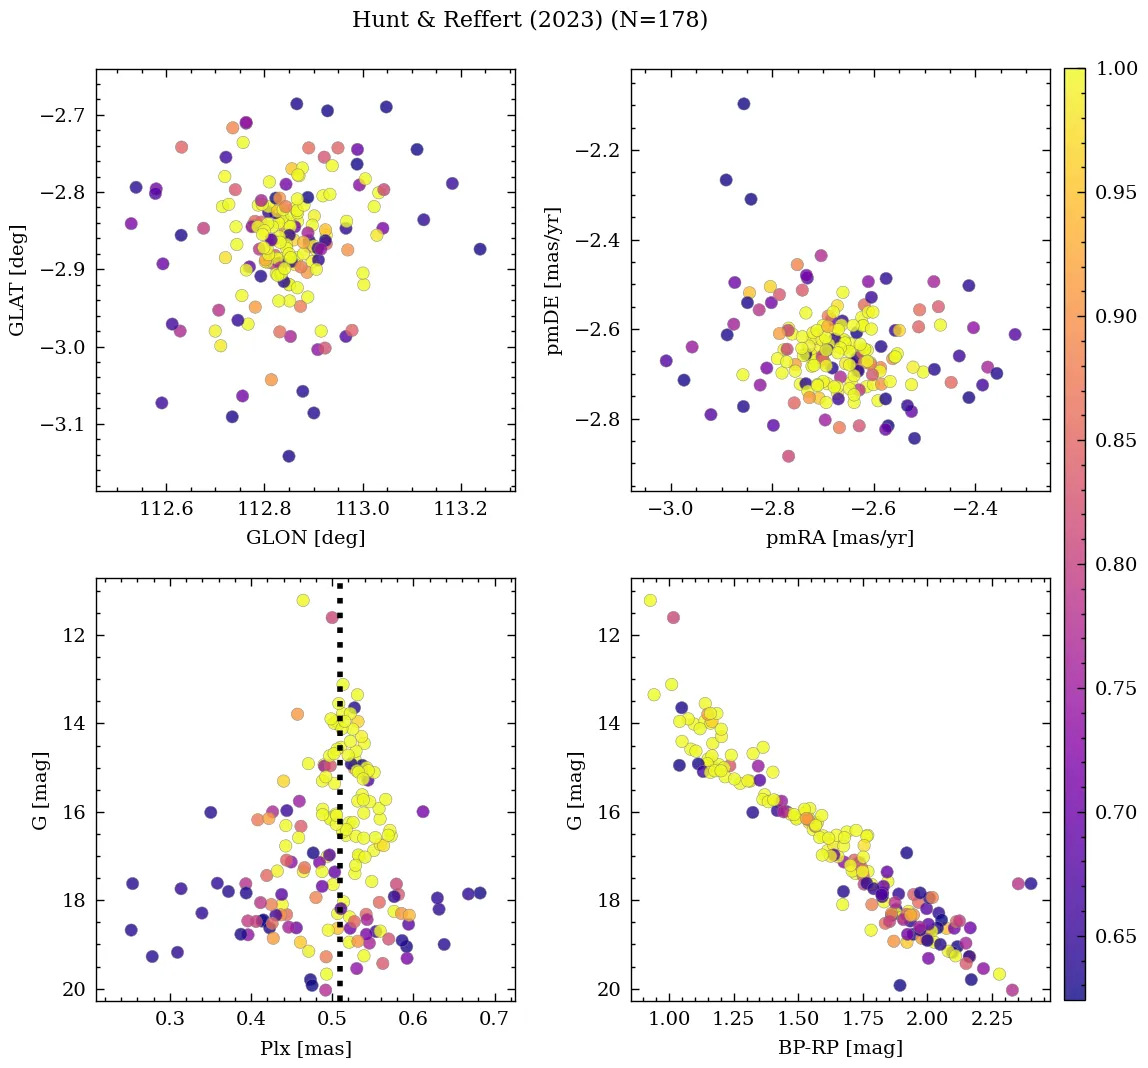 Hunt & Reffert (2023) (N=178)
−2.7
−2.8
−2.9
−3.0
−3.1
GLAT [deg]
112.6 112.8 113.0 113.2
GLON [deg]
−2.2
−2.4
−2.6
−2.8
pmDE [mas/yr]
−3.0 −2.8 −2.6 −2.4
pmRA [mas/yr]
12
14
16
18
20
G [mag]
0.3 0.4 0.5 0.6 0.7
Plx [mas]
12
14
16
18
20
G [mag]
1.00 1.25 1.50 1.75 2.00 2.25
BP-RP [mag]
1.00
0.95
0.90
0.85
0.80
0.75
0.70
0.65